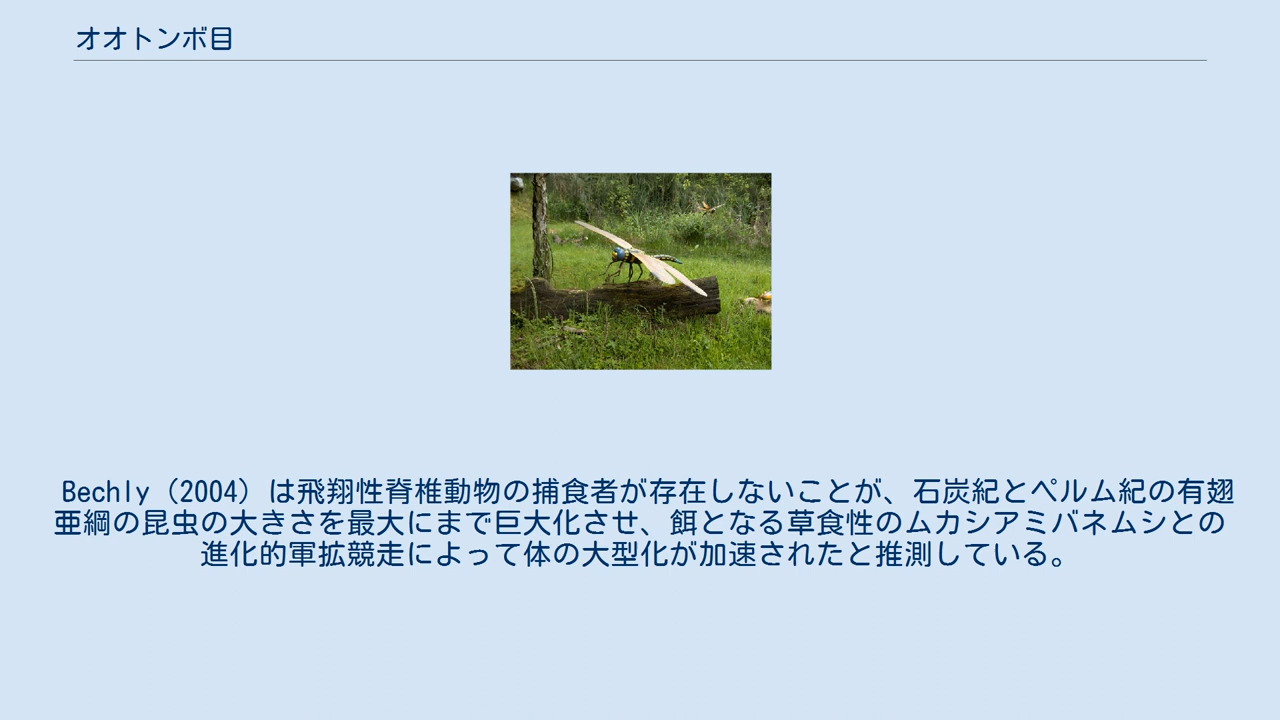 オオトンボ目
Bechly（2004）は飛翔性脊椎動物の捕食者が存在しないことが、石炭紀とペルム紀の有翅
亜綱の昆虫の大きさを最大にまで巨大化させ、餌となる草食性のムカシアミバネムシとの
進化的軍拡競走によって体の大型化が加速されたと推測している。